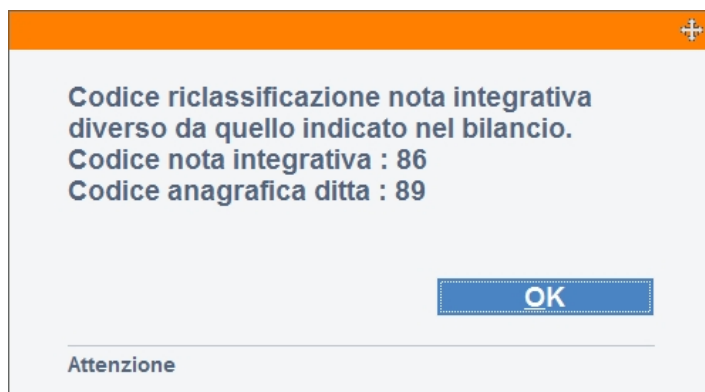 Codice riclassificazione nota integrativa
diverso da quello indicato nel bilancio.
Codice nota integrativa : 86
Codice anagrafica ditta : 89
OK
Attenzione